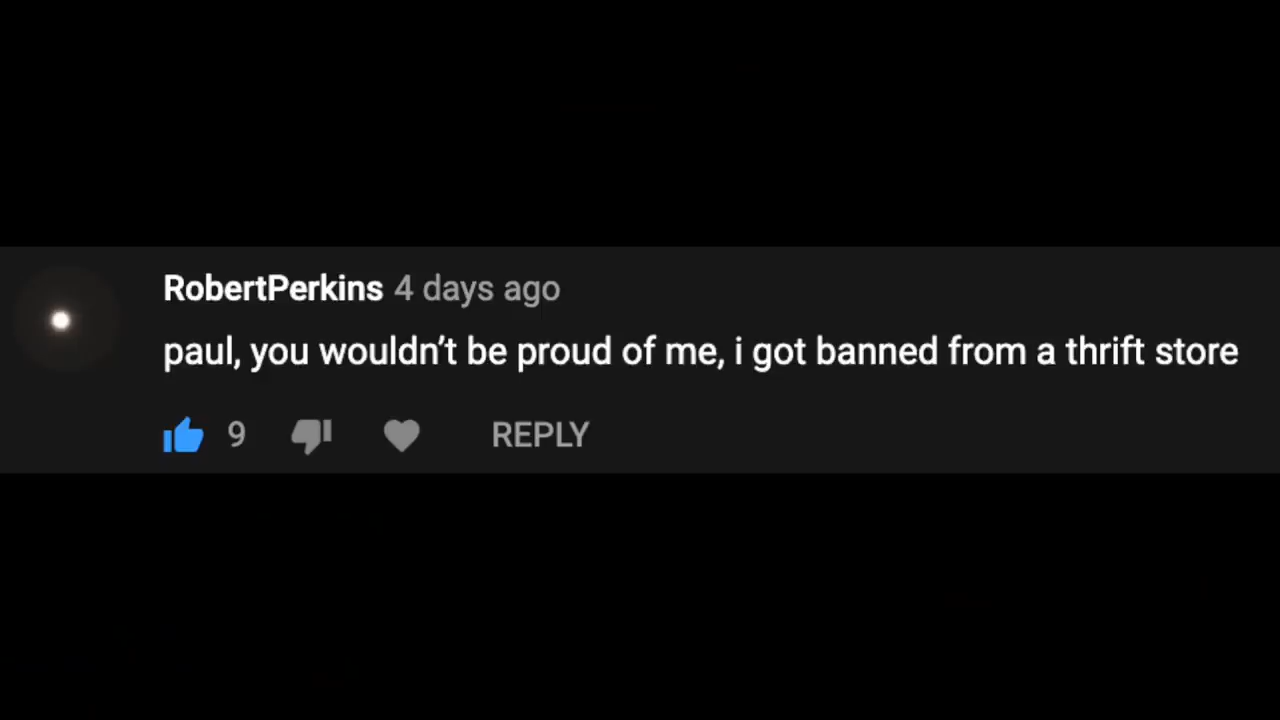 RobertPerkins 4 days ago
paul, you wouldn’t be proud of me, i got banned from a thrift store
9 REPLY